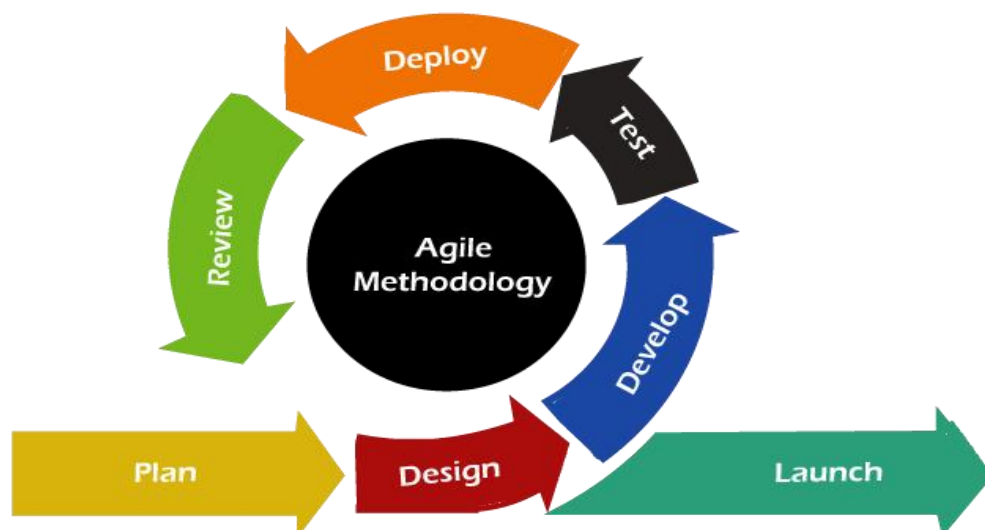 Deploy
Test
Review
Agile
Methodology
Develop
Plan
Design
Launch